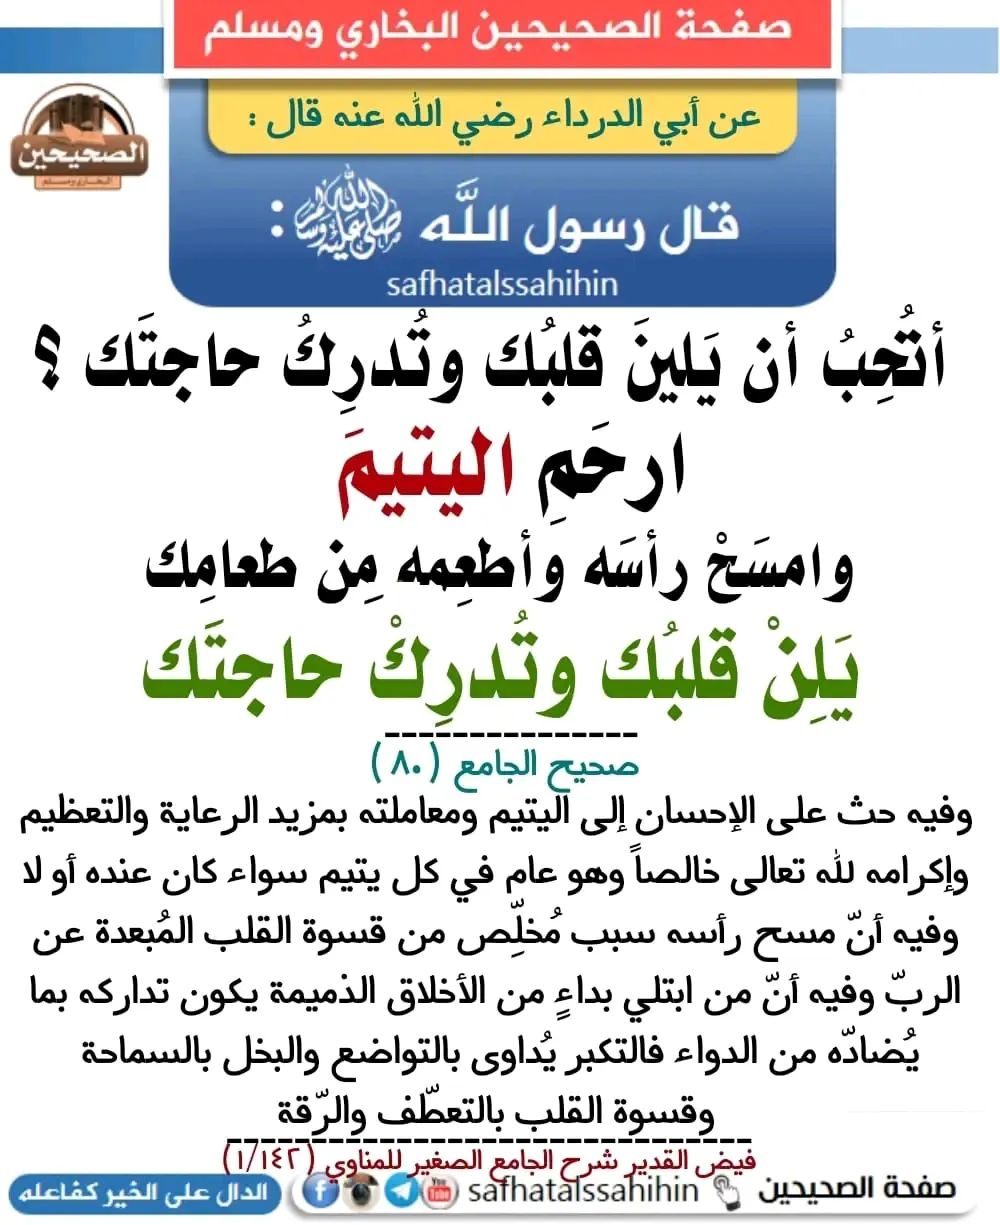 صفحة الصحيحين البخاري ومسلم
الصحيحين
البخاري ومسلم
عن أبي الدرداء رضي الله عنه قال :
قال رسول اللَّه ﷺ :
safhatalssahihin
أتُحِبُ أن يَلينَ قلبُك وتُدرِكُ حاجتَك ؟
ارحَمِ اليتيمَ
وامسَحْ رأسَه وأطعِمه مِن طعامِك
يَلِنْ قلبُك وتُدرِكْ حاجتَك
صحيح الجامع (٨٠)
وفيه حث على الإحسان إلى اليتيم ومعاملته بمزيد الرعاية والتعظيم
وإكرامه لله تعالى خالصاً وهو عام في كل يتيم سواء كان عنده أو لا
وفيه أنّ مسح رأسه سبب مُخلِّص من قسوة القلب المُبعدة عن
الربّ وفيه أنّ من ابتلي بداءٍ من الأخلاق الذميمة يكون تداركه بما
يُضادّه من الدواء فالتكبر يُداوى بالتواضع والبخل بالسماحة
وقسوة القلب بالتعطّف والرّقة
فيض القدير شرح الجامع الصغير للمناوي (١/١٤٢)
صفحة الصحيحين safhatalssahihin You Tube الدال على الخير كفاعله